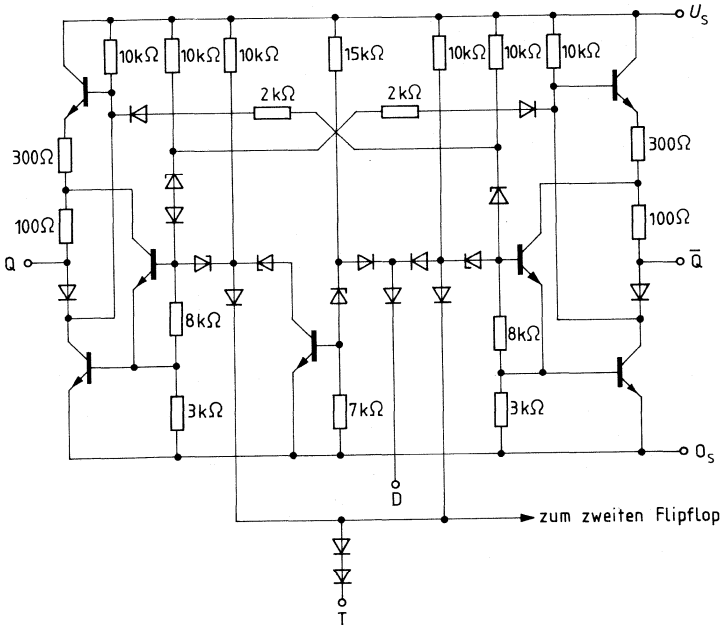 U_S
10kΩ 10kΩ 10kΩ 15kΩ 10kΩ 10kΩ 10kΩ
2kΩ 2kΩ
300Ω 300Ω
100Ω 100Ω
Q Q̅
8kΩ 8kΩ
3kΩ 7kΩ 3kΩ
0_S
D
zum zweiten Flipflop
T